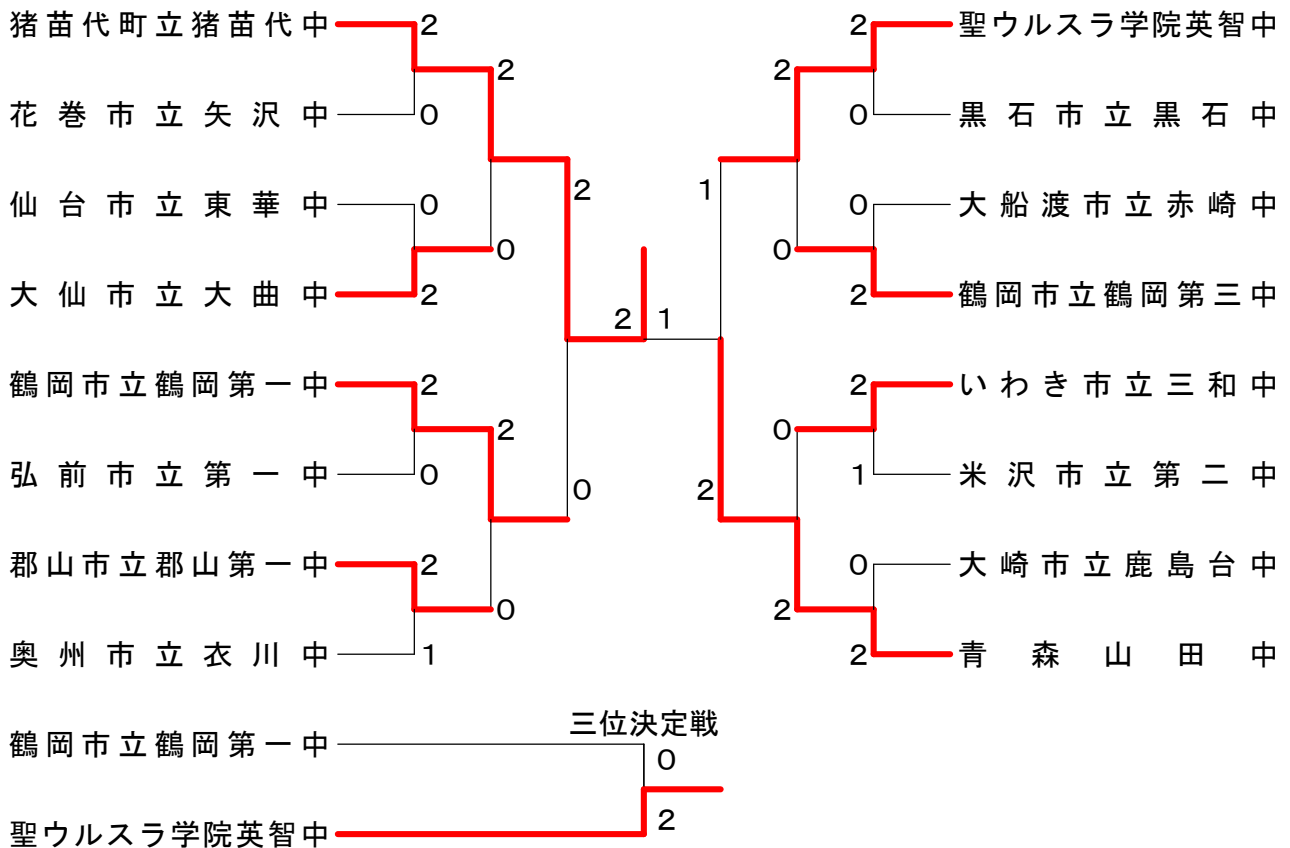 猪苗代町立猪苗代中 2 2 聖ウルスラ学院英智中
2 2
花巻市立矢沢中 0 0 黒石市立黒石中
2 1
仙台市立東華中 0 0 大船渡市立赤崎中
0 0
大仙市立大曲中 2 2 鶴岡市立鶴岡第三中
2 1
鶴岡市立鶴岡第一中 2 2 いわき市立三和中
2 0
弘前市立第一中 0 1 米沢市立第二中
0 2
郡山市立郡山第一中 2 0 大崎市立鹿島台中
0 2
奥州市立衣川中 1 2 青森山田中
三位決定戦
鶴岡市立鶴岡第一中 0
聖ウルスラ学院英智中 2